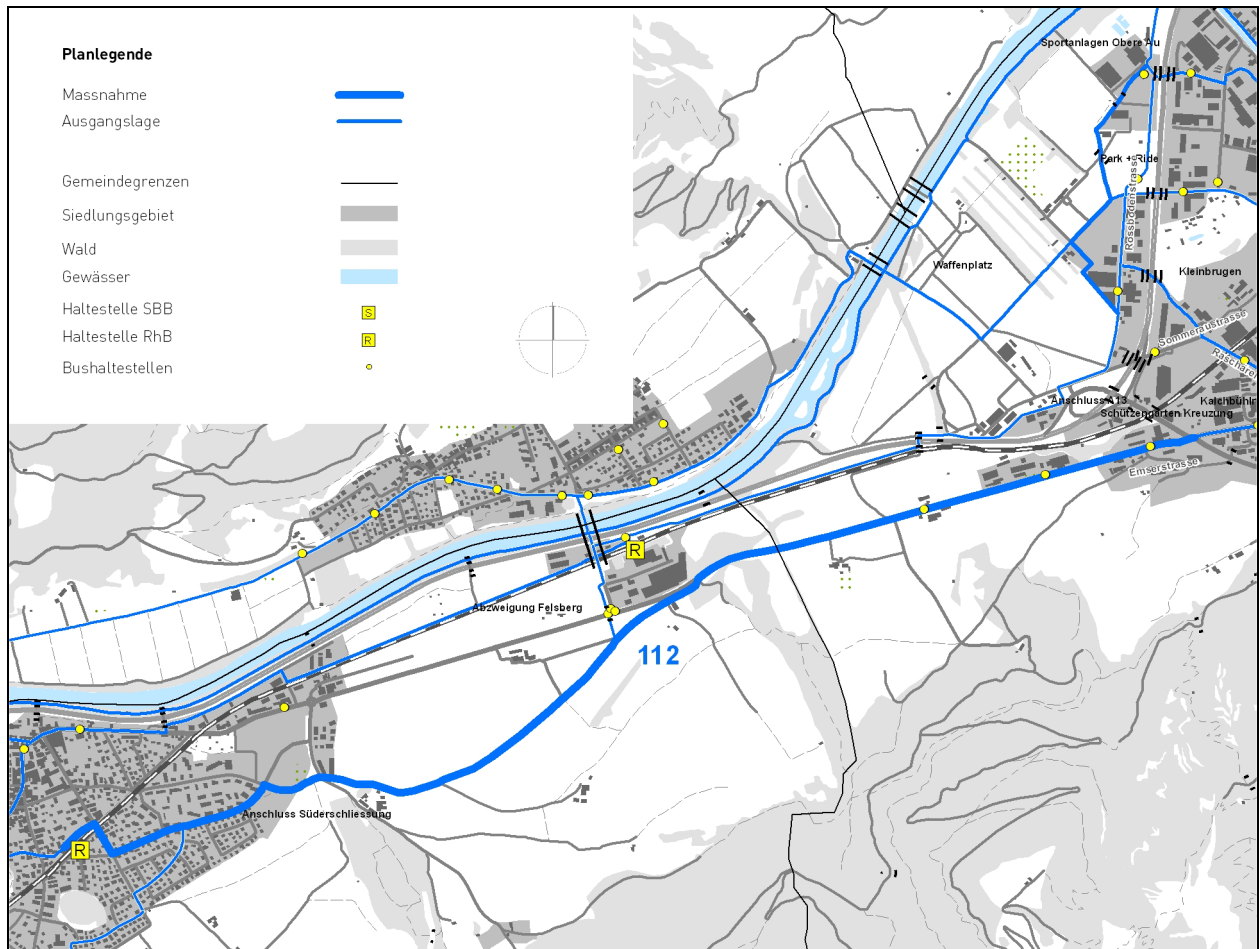 Planlegende
Massnahme
Ausgangslage
Gemeindegrenzen
Siedlungsgebiet
Wald
Gewässer
Haltestelle SBB
S
Haltestelle RhB
R
Bushaltestellen
Sportanlagen Obere Au
Park + Ride
Rossbodenstrasse
Waffenplatz
Kleinbrugen
Sommeraustrasse
Anschluss A13
Schützengarten Kreuzung
Emserstrasse
R
Abzweigung Felsberg
112
Anschluss Süderschliessung
R